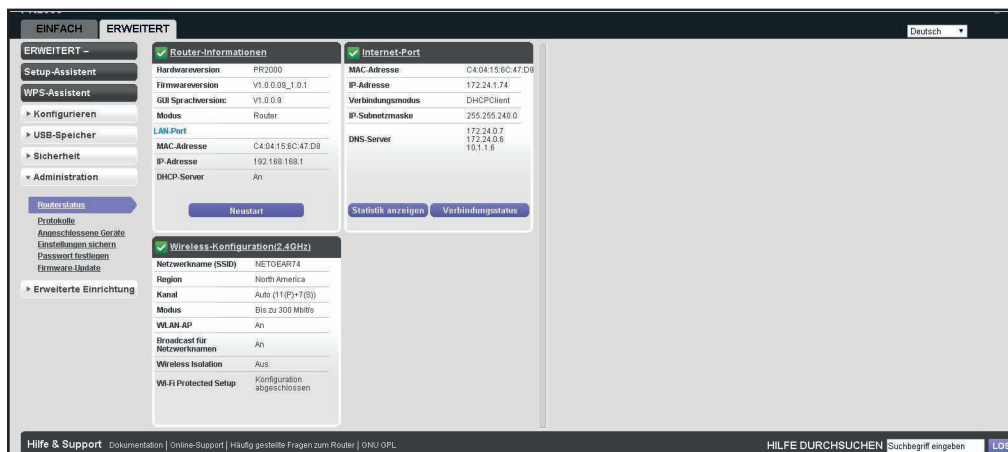 PR2000
EINFACH ERWEITERT
Deutsch
ERWEITERT –
Setup-Assistent
WPS-Assistent
Konfigurieren
USB-Speicher
Sicherheit
Administration
Routerstatus
Protokolle
Angeschlossene Geräte
Einstellungen sichern
Passwort festlegen
Firmware-Update
Erweiterte Einrichtung
Router-Informationen
Hardwareversion PR2000
Firmwareversion V1.0.0.09_1.0.1
GUI Sprachversion: V1.0.0.9
Modus Router
LAN-Port
MAC-Adresse C4:04:15:6C:47:D8
IP-Adresse 192.168.168.1
DHCP-Server An
Neustart
Internet-Port
MAC-Adresse C4:04:15:6C:47:D9
IP-Adresse 172.24.1.74
Verbindungsmodus DHCPClient
IP-Subnetzmaske 255.255.240.0
DNS-Server 172.24.0.7
172.24.0.6
10.1.1.6
Statistik anzeigen Verbindungsstatus
Wireless-Konfiguration(2.4GHz)
Netzwerkname (SSID) NETGEAR74
Region North America
Kanal Auto (11(P)+7(S))
Modus Bis zu 300 Mbit/s
WLAN-AP An
Broadcast für
Netzwerknamen An
Wireless Isolation Aus
Wi-Fi Protected Setup Konfiguration
abgeschlossen
Hilfe & Support Dokumentation | Online-Support | Häufig gestellte Fragen zum Router | GNU GPL
HILFE DURCHSUCHEN Suchbegriff eingeben LOS